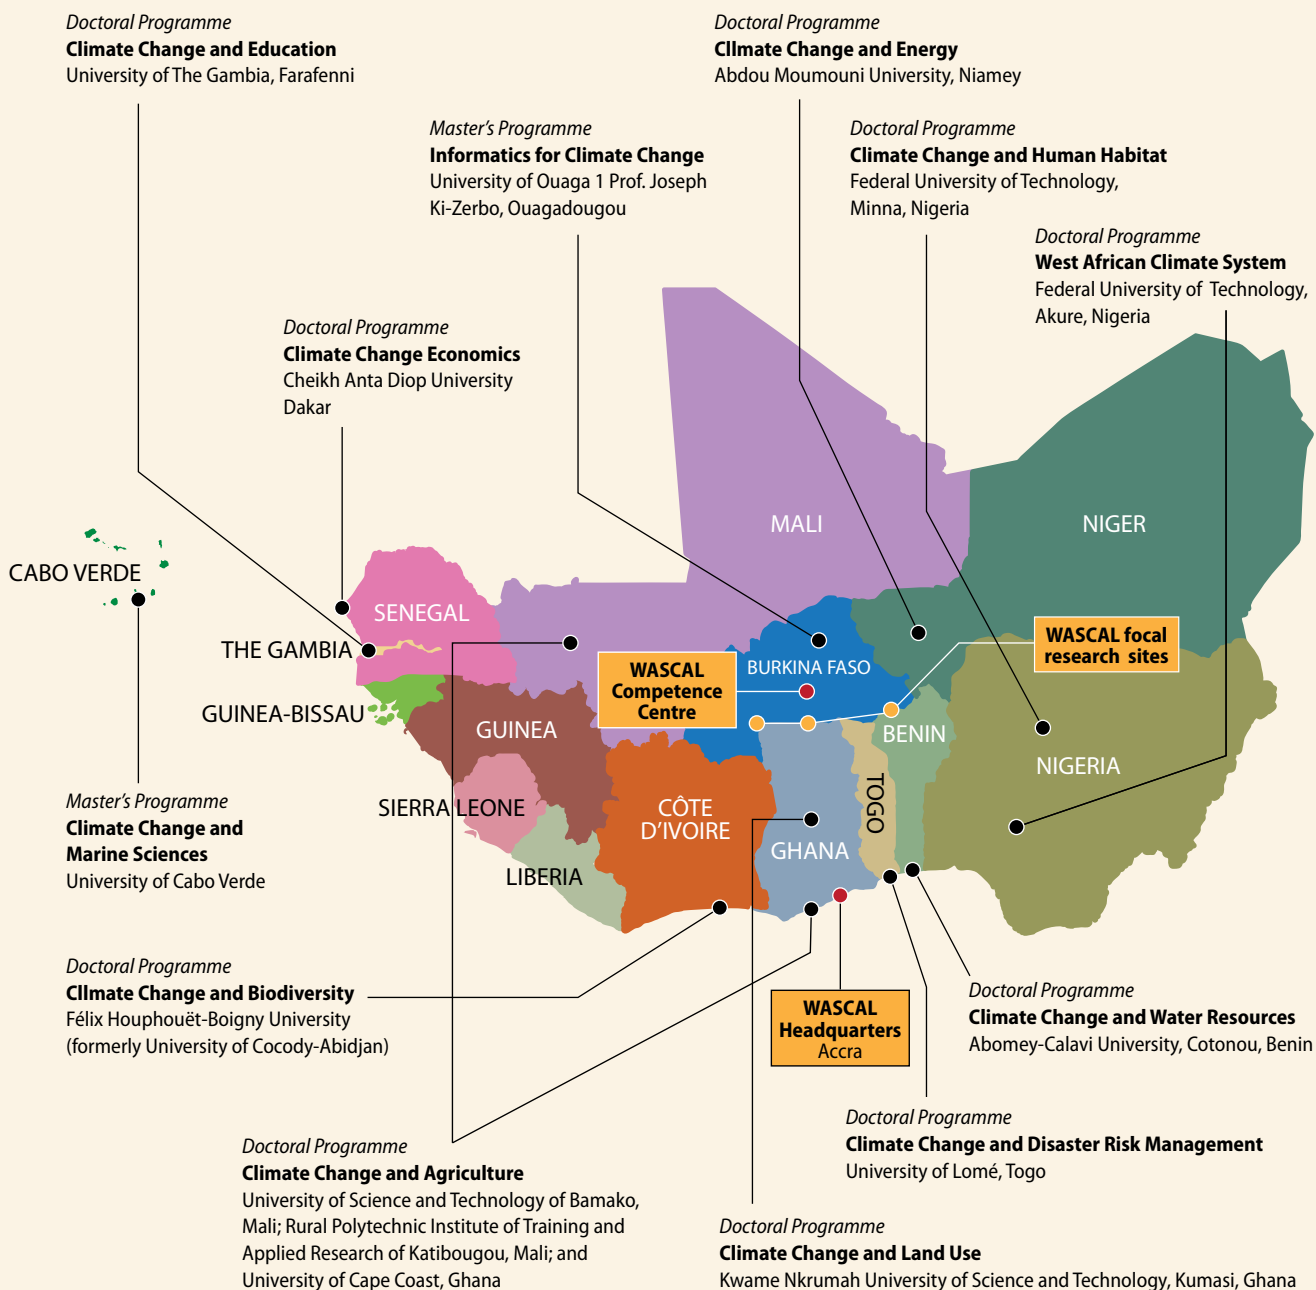 Doctoral Programme
Climate Change and Education
University of The Gambia, Farafenni
Doctoral Programme
ClImate Change and Energy
Abdou Moumouni University, Niamey
Master's Programme
Informatics for Climate Change
University of Ouaga 1 Prof. Joseph
Ki-Zerbo, Ouagadougou
Doctoral Programme
Climate Change and Human Habitat
Federal University of Technology,
Minna, Nigeria
Doctoral Programme
West African Climate System
Federal University of Technology,
Akure, Nigeria
Doctoral Programme
Climate Change Economics
Cheikh Anta Diop University
Dakar
MALI
NIGER
CABO VERDE
SENEGAL
THE GAMBIA
WASCAL focal
research sites
WASCAL
Competence
Centre
BURKINA FASO
GUINEA-BISSAU
GUINEA
BENIN
NIGERIA
SIERRA LEONE
CÔTE
D'IVOIRE
TOGO
GHANA
LIBERIA
Master's Programme
Climate Change and
Marine Sciences
University of Cabo Verde
Doctoral Programme
ClImate Change and Biodiversity
Félix Houphouët-Boigny University
(formerly University of Cocody-Abidjan)
WASCAL
Headquarters
Accra
Doctoral Programme
Climate Change and Water Resources
Abomey-Calavi University, Cotonou, Benin
Doctoral Programme
Climate Change and Disaster Risk Management
University of Lomé, Togo
Doctoral Programme
Climate Change and Agriculture
University of Science and Technology of Bamako,
Mali; Rural Polytechnic Institute of Training and
Applied Research of Katibougou, Mali; and
University of Cape Coast, Ghana
Doctoral Programme
Climate Change and Land Use
Kwame Nkrumah University of Science and Technology, Kumasi, Ghana